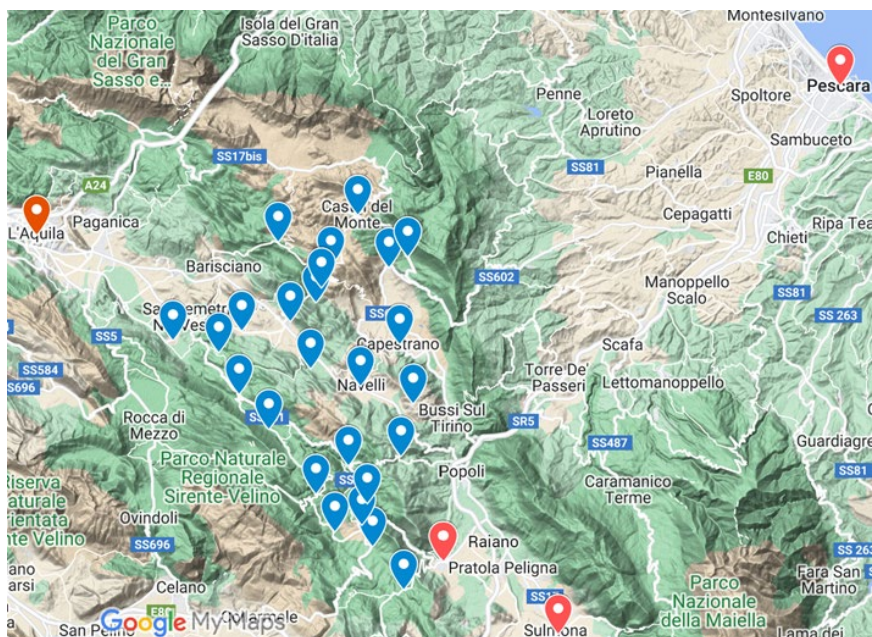 Montesilvano
Isola del Gran
Sasso D'italia
Parco
Nazionale
del Gran
Sasso e...
Pescara
Penne
Spoltore
Loreto
Aprutino
Sambuceto
SS17bis
SS81
Pianella
E80
A24
Castel del
Monte
L'Aquila
Paganica
Cepagatti
Ripa Tea
Chieti
Barisciano
SS602
Manoppello
Scalo
SS81
SS5
SS 263
Capestrano
Scafa
SS584
SS696
Torre De'
Passeri
Lettomanoppello
Navelli
Rocca di
Mezzo
Bussi Sul
Tirino
SR5
SS487
Guardiagre
Parco Naturale
Regionale
Sirente-Velino
Popoli
SS81
Caramanico
Terme
Riserva
Ovindoli
SS696
Raiano
SS 263
Pratola Peligna
Celano
Fara San
Martino
Parco
Nazionale
della Maiella
SS17
E80
San Pelino
Google My Maps
Sulmona
Lama dei